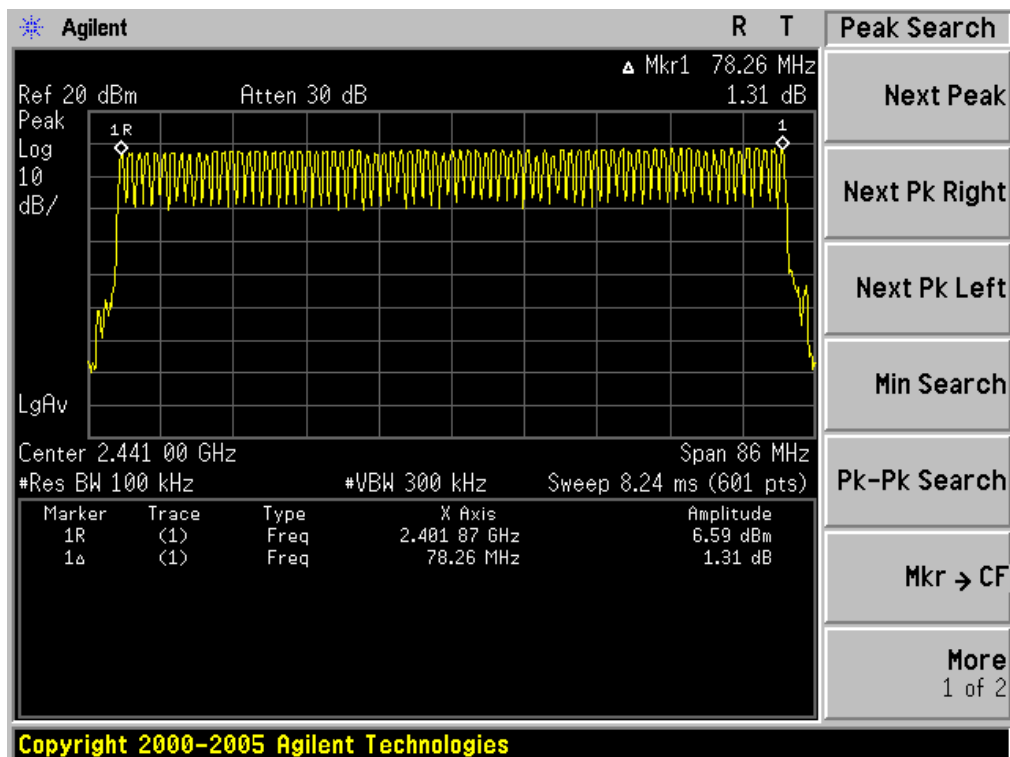 Agilent R T
Peak Search
Δ Mkr1 78.26 MHz
Ref 20 dBm Atten 30 dB 1.31 dB
Peak
Log
10
dB/
1R
1
LgAv
Center 2.441 00 GHz Span 86 MHz
#Res BW 100 kHz #VBW 300 kHz Sweep 8.24 ms (601 pts)
Marker Trace Type X Axis Amplitude
1R (1) Freq 2.401 87 GHz 6.59 dBm
1Δ (1) Freq 78.26 MHz 1.31 dB
Next Peak
Next Pk Right
Next Pk Left
Min Search
Pk-Pk Search
Mkr → CF
More
1 of 2
Copyright 2000-2005 Agilent Technologies